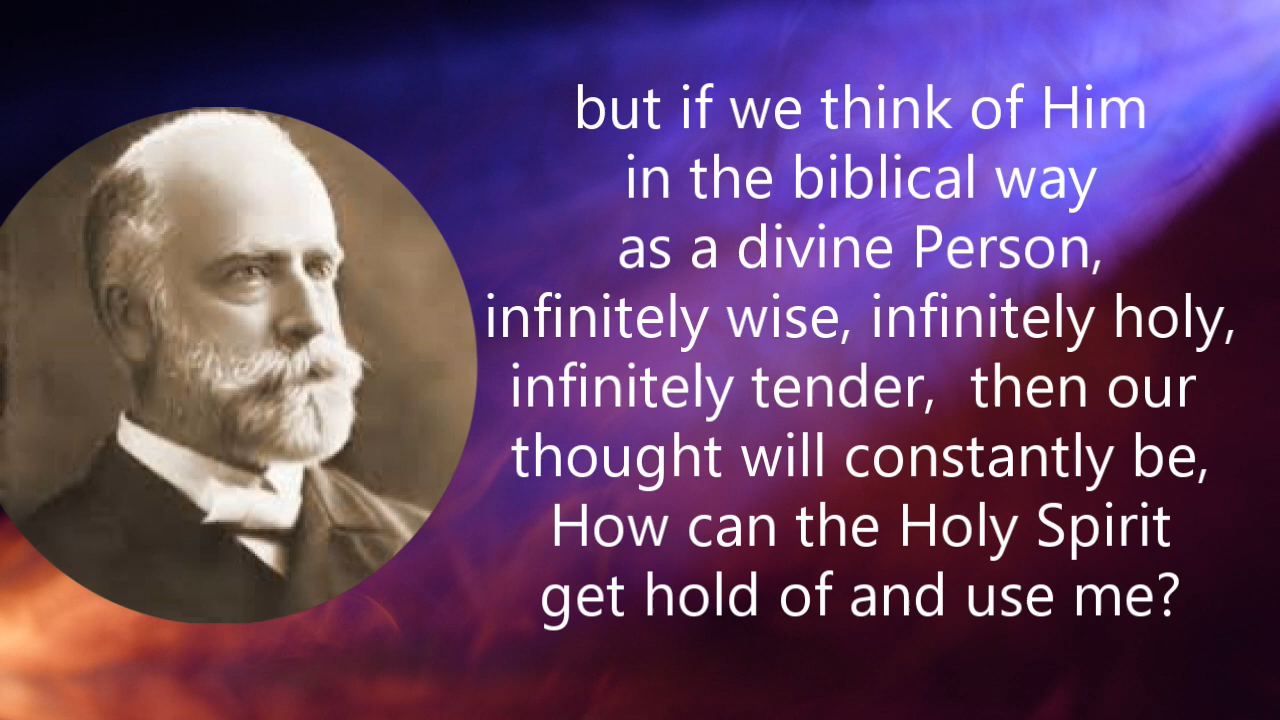 but if we think of Him
in the biblical way
as a divine Person,
infinitely wise, infinitely holy,
infinitely tender,  then our
thought will constantly be,
How can the Holy Spirit
get hold of and use me?